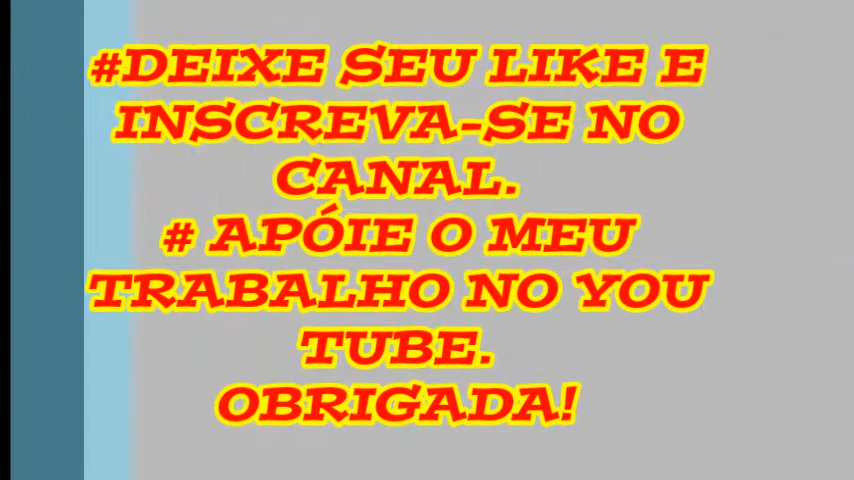 #DEIXE SEU LIKE E
INSCREVA-SE NO
CANAL.
# APÓIE O MEU
TRABALHO NO YOU
TUBE.
OBRIGADA!